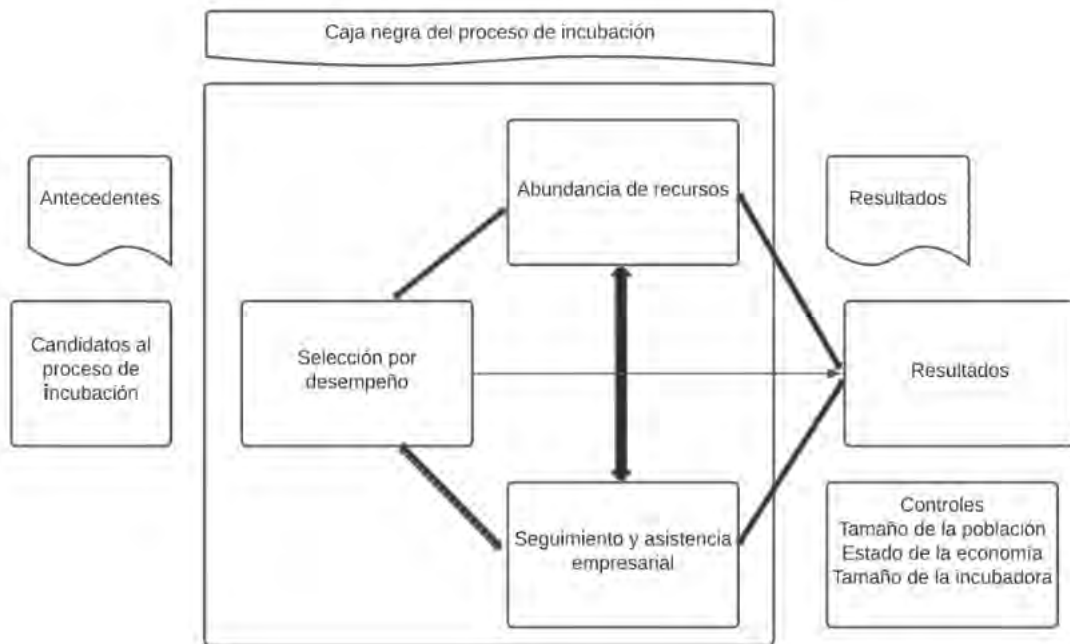 Caja negra del proceso de incubación
Antecedentes
Candidatos al
proceso de
incubación
Selección por
desempeño
Abundancia de recursos
Seguimiento y asistencia
empresarial
Resultados
Resultados
Controles
Tamaño de la población
Estado de la economía
Tamaño de la incubadora